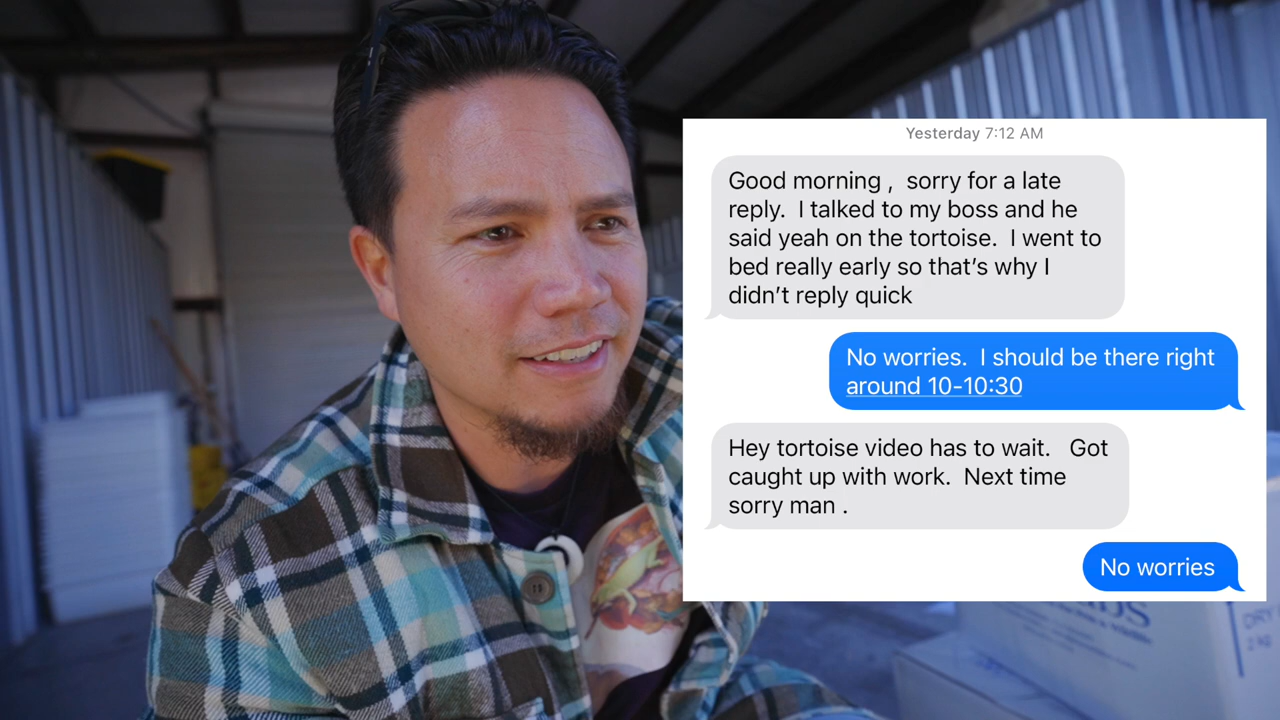 Yesterday 7:12 AM
Good morning , sorry for a late
reply. I talked to my boss and he
said yeah on the tortoise. I went to
bed really early so that's why I
didn't reply quick
No worries. I should be there right
around 10-10:30
Hey tortoise video has to wait. Got
caught up with work. Next time
sorry man .
No worries
DRY